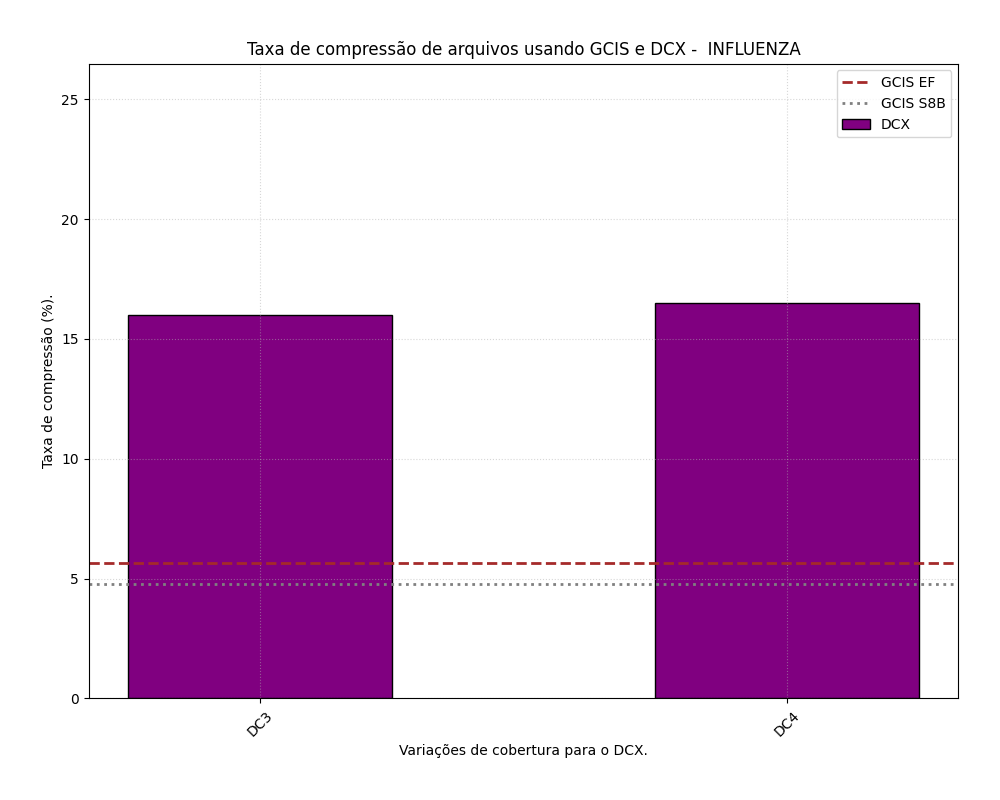 Taxa de compressão de arquivos usando GCIS e DCX -  INFLUENZA
GCIS EF
GCIS S8B
DCX
Taxa de compressão (%).
25
20
15
10
5
0
DC3
DC4
Variações de cobertura para o DCX.